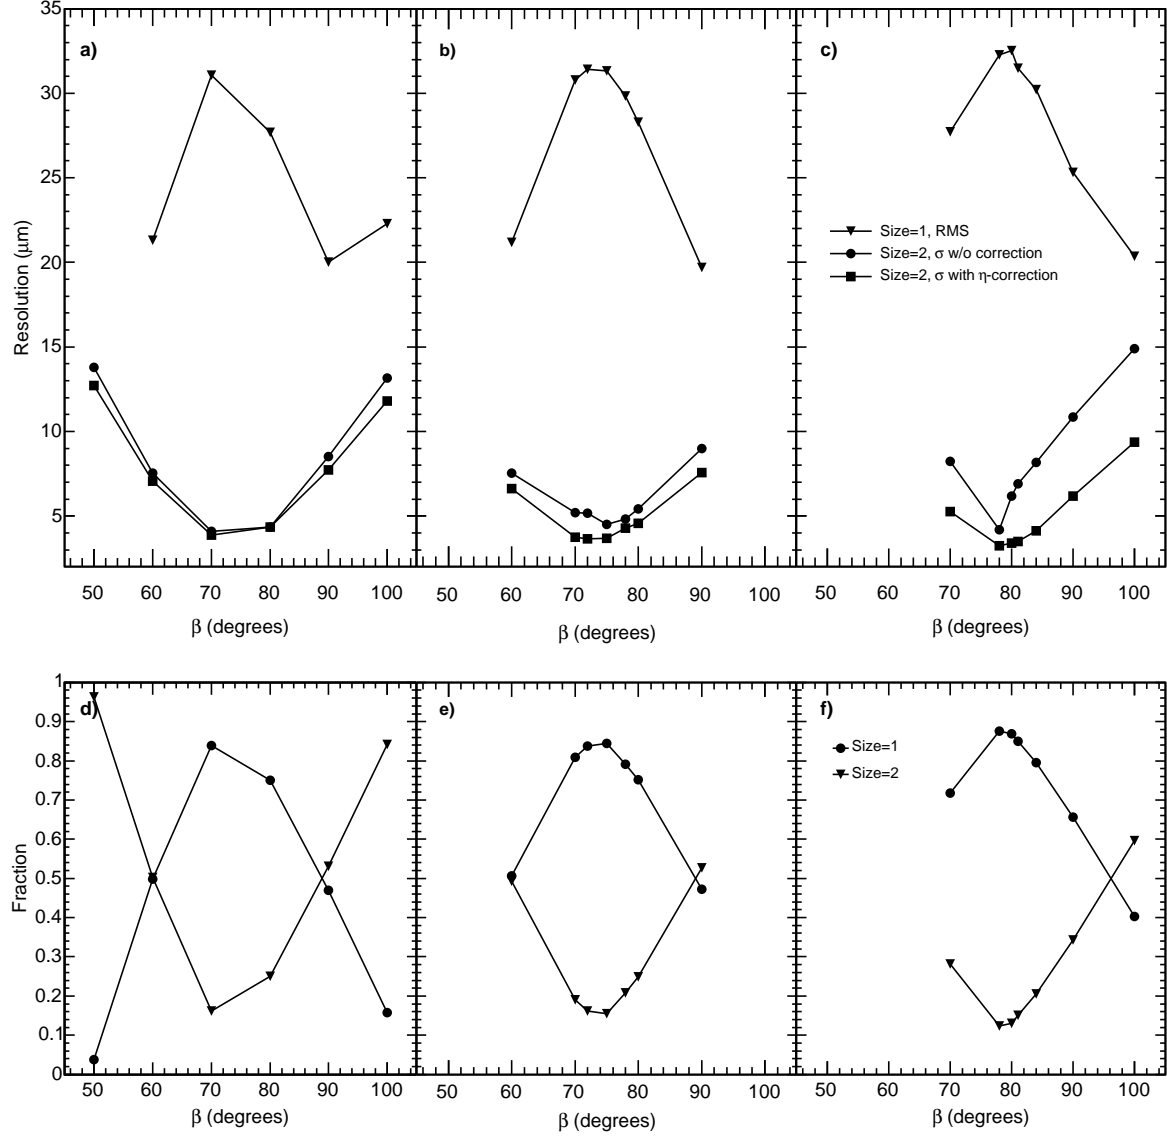 35
30
25
20
15
10
5
Resolution (μm)
a)
b)
c)
Size=1, RMS
Size=2, σ w/o correction
Size=2, σ with η-correction
50 60 70 80 90 100
50 60 70 80 90 100
50 60 70 80 90 100
β (degrees)
β (degrees)
β (degrees)
1
0.9
0.8
0.7
0.6
0.5
0.4
0.3
0.2
0.1
0
Fraction
d)
e)
f)
Size=1
Size=2
50 60 70 80 90 100
50 60 70 80 90 100
50 60 70 80 90 100
β (degrees)
β (degrees)
β (degrees)